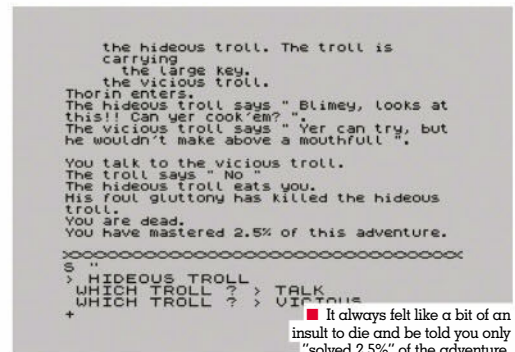 the hideous troll. The troll is
carrying
the large key.
the vicious troll.
Thorin enters.
The hideous troll says " Blimey, looks at
this!! Can yer cook'em? ".
The vicious troll says " Yer can try, but
he wouldn't make above a mouthfull ".
You talk to the vicious troll.
The troll says " No "
The hideous troll eats you.
His foul gluttony has killed the hideous
troll.
You are dead.
You have mastered 2.5% of this adventure.
S "
> HIDEOUS TROLL
WHICH TROLL ? > TALK
WHICH TROLL ? > VICIOUS
+
It always felt like a bit of an
insult to die and be told you only
"solved 2.5%" of the adventure.